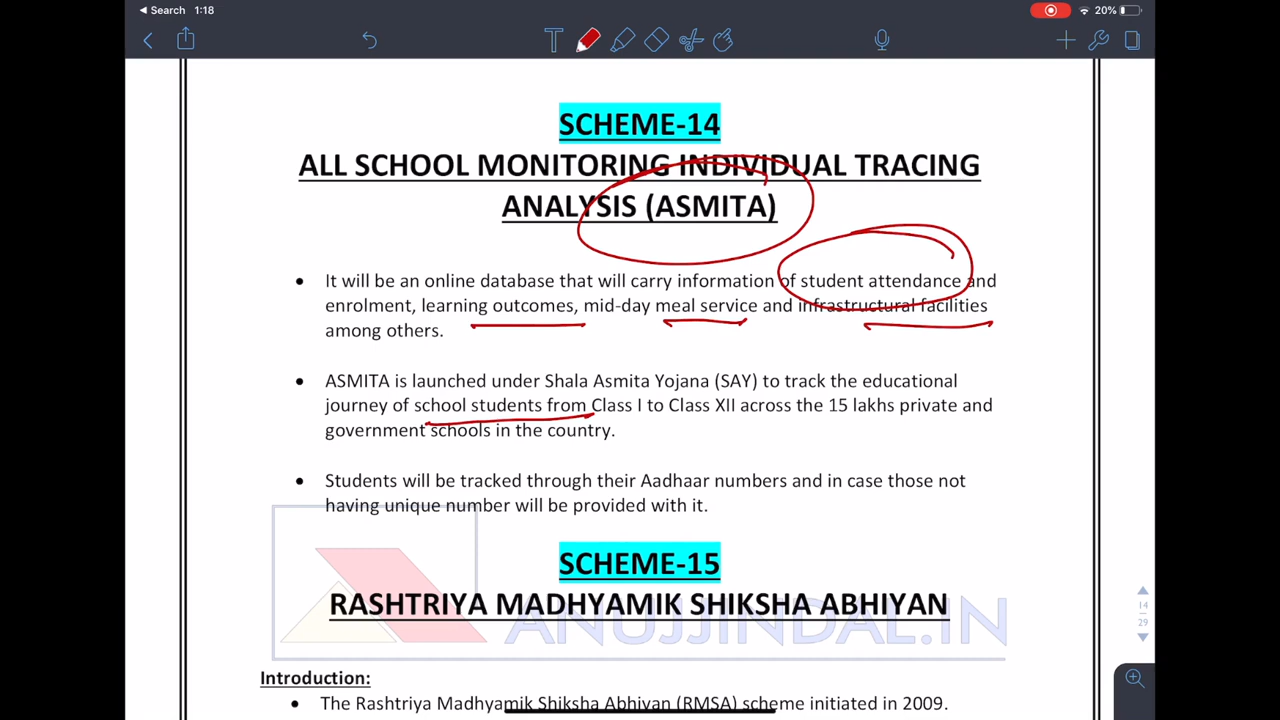 Search 1:18
20%
SCHEME-14
ALL SCHOOL MONITORING INDIVIDUAL TRACING
ANALYSIS (ASMITA)
• It will be an online database that will carry information of student attendance and
enrolment, learning outcomes, mid-day meal service and infrastructural facilities
among others.
• ASMITA is launched under Shala Asmita Yojana (SAY) to track the educational
journey of school students from Class I to Class XII across the 15 lakhs private and
government schools in the country.
• Students will be tracked through their Aadhaar numbers and in case those not
having unique number will be provided with it.
SCHEME-15
RASHTRIYA MADHYAMIK SHIKSHA ABHIYAN
ANUJJINDAL.IN
14
29
Introduction:
• The Rashtriya Madhyamik Shiksha Abhiyan (RMSA) scheme initiated in 2009.